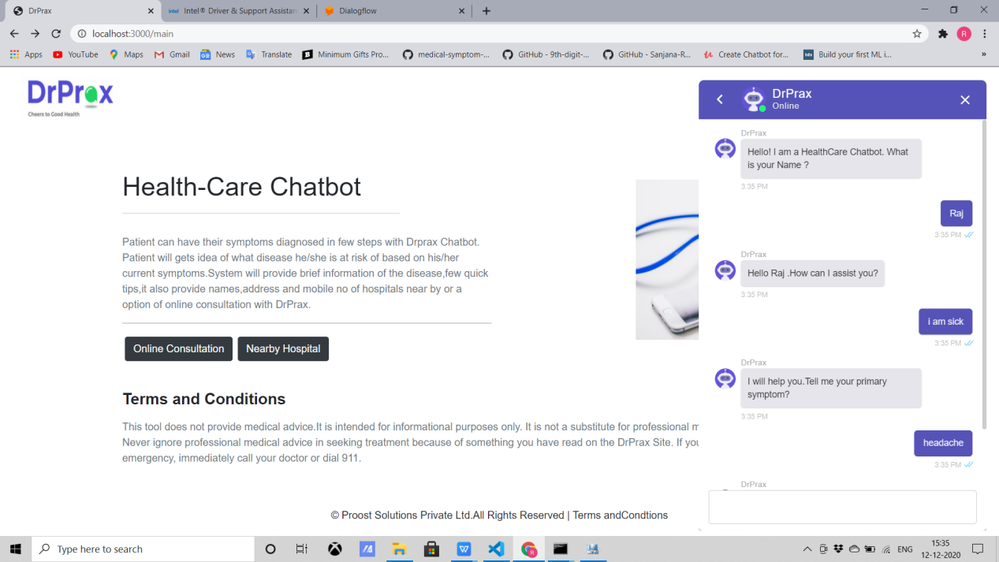 DrPrax
Intel® Driver & Support Assistan
Dialogflow
localhost:3000/main
R
Apps
YouTube
Maps
Gmail
News
Translate
Minimum Gifts Pro...
medical-symptom-...
GitHub - 9th-digit-...
GitHub - Sanjana-R...
Create Chatbot for...
Build your first ML i...
»
DrPrax
Cheers to Good Health
Health-Care Chatbot
Patient can have their symptoms diagnosed in few steps with Drprax Chatbot.
Patient will gets idea of what disease he/she is at risk of based on his/her
current symptoms.System will provide brief information of the disease,few quick
tips,it also provide names,address and mobile no of hospitals near by or a
option of online consultation with DrPrax.
Online Consultation
Nearby Hospital
Terms and Conditions
This tool does not provide medical advice.It is intended for informational purposes only. It is not a substitute for professional m
Never ignore professional medical advice in seeking treatment because of something you have read on the DrPrax Site. If you
emergency, immediately call your doctor or dial 911.
© Proost Solutions Private Ltd.All Rights Reserved | Terms andCondtions
DrPrax
Online
DrPrax
Hello! I am a HealthCare Chatbot. What
is your Name ?
3:35 PM
Raj
3:35 PM
DrPrax
Hello Raj .How can I assist you?
3:35 PM
i am sick
3:35 PM
DrPrax
I will help you.Tell me your primary
symptom?
3:35 PM
headache
3:35 PM
DrPrax
Type here to search
ENG
15:35
12-12-2020